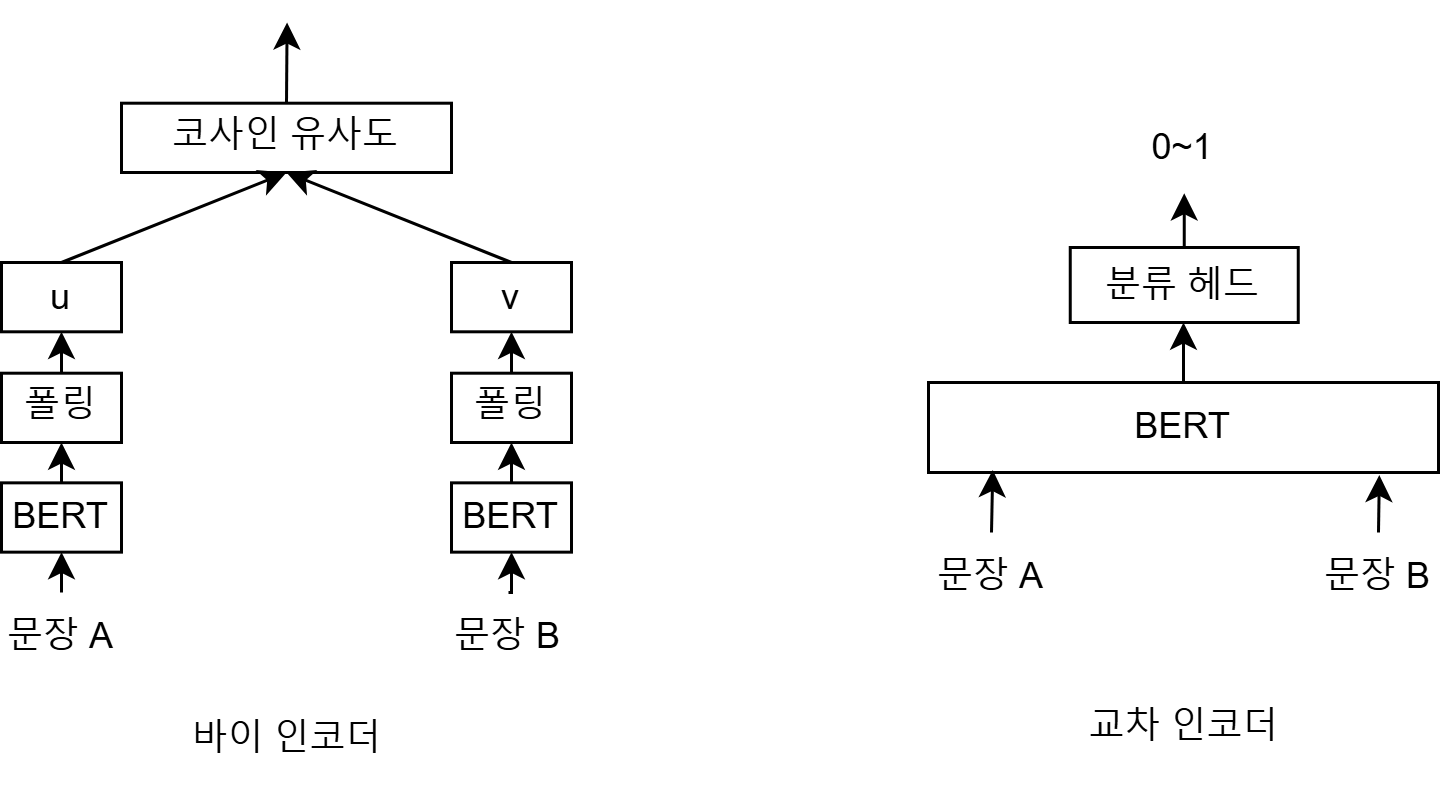 코사인 유사도
u
v
폴링
폴링
BERT
BERT
문장 A
문장 B
바이 인코더
0~1
분류 헤드
BERT
문장 A
문장 B
교차 인코더